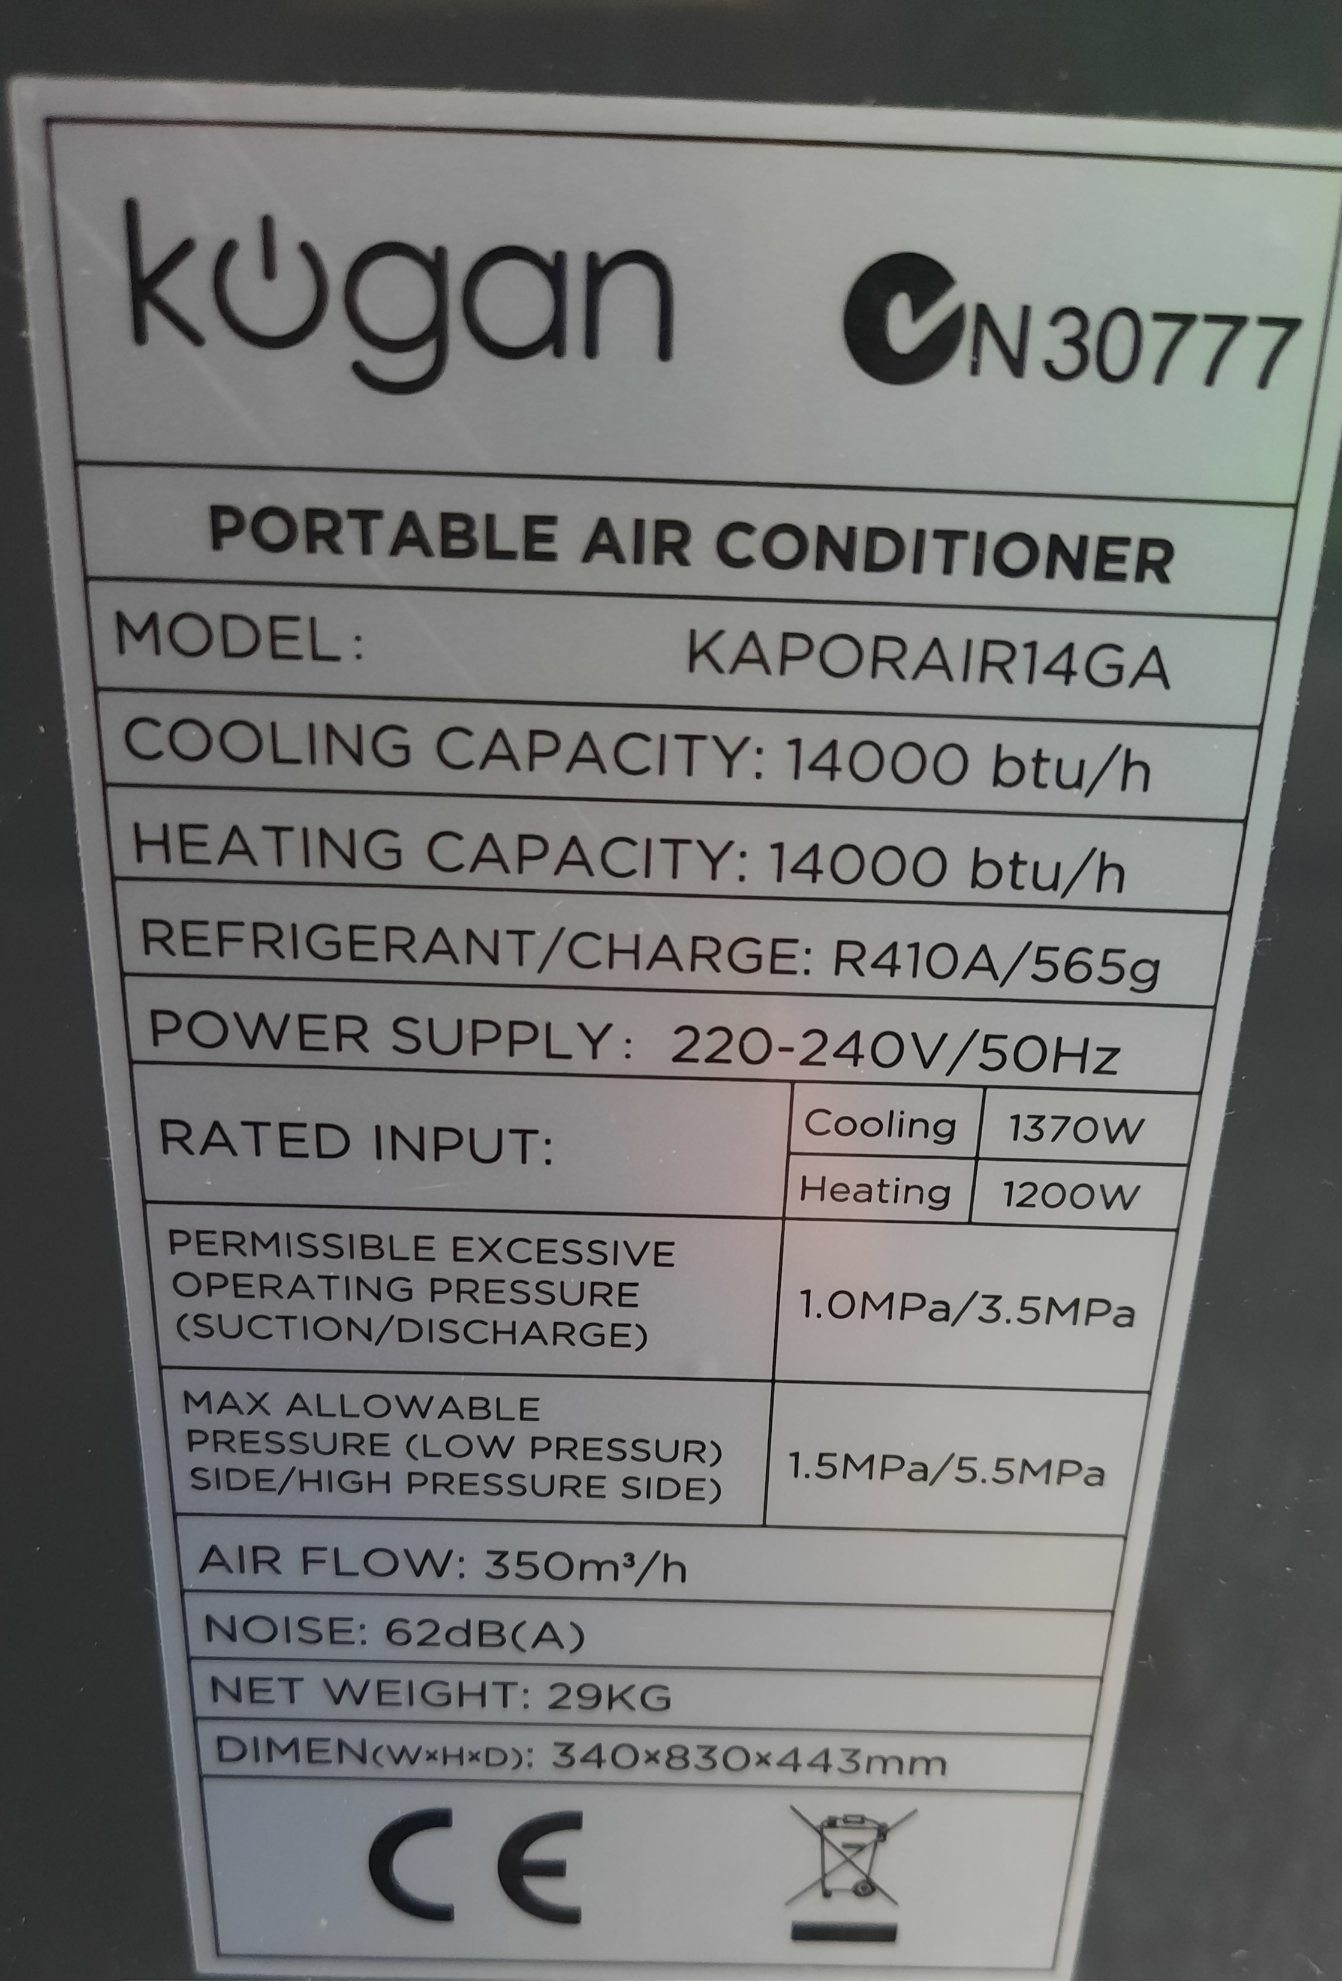 kogan N30777
PORTABLE AIR CONDITIONER
MODEL: KAPORAIR14GA
COOLING CAPACITY: 14000 btu/h
HEATING CAPACITY: 14000 btu/h
REFRIGERANT/CHARGE: R410A/565g
POWER SUPPLY: 220-240V/50Hz
RATED INPUT:
Cooling 1370W
Heating 1200W
PERMISSIBLE EXCESSIVE
OPERATING PRESSURE
(SUCTION/DISCHARGE)
1.0MPa/3.5MPa
MAX ALLOWABLE
PRESSURE (LOW PRESSUR)
SIDE/HIGH PRESSURE SIDE)
1.5MPa/5.5MPa
AIR FLOW: 350m³/h
NOISE: 62dB(A)
NET WEIGHT: 29KG
DIMEN(W×H×D): 340×830×443mm
CE